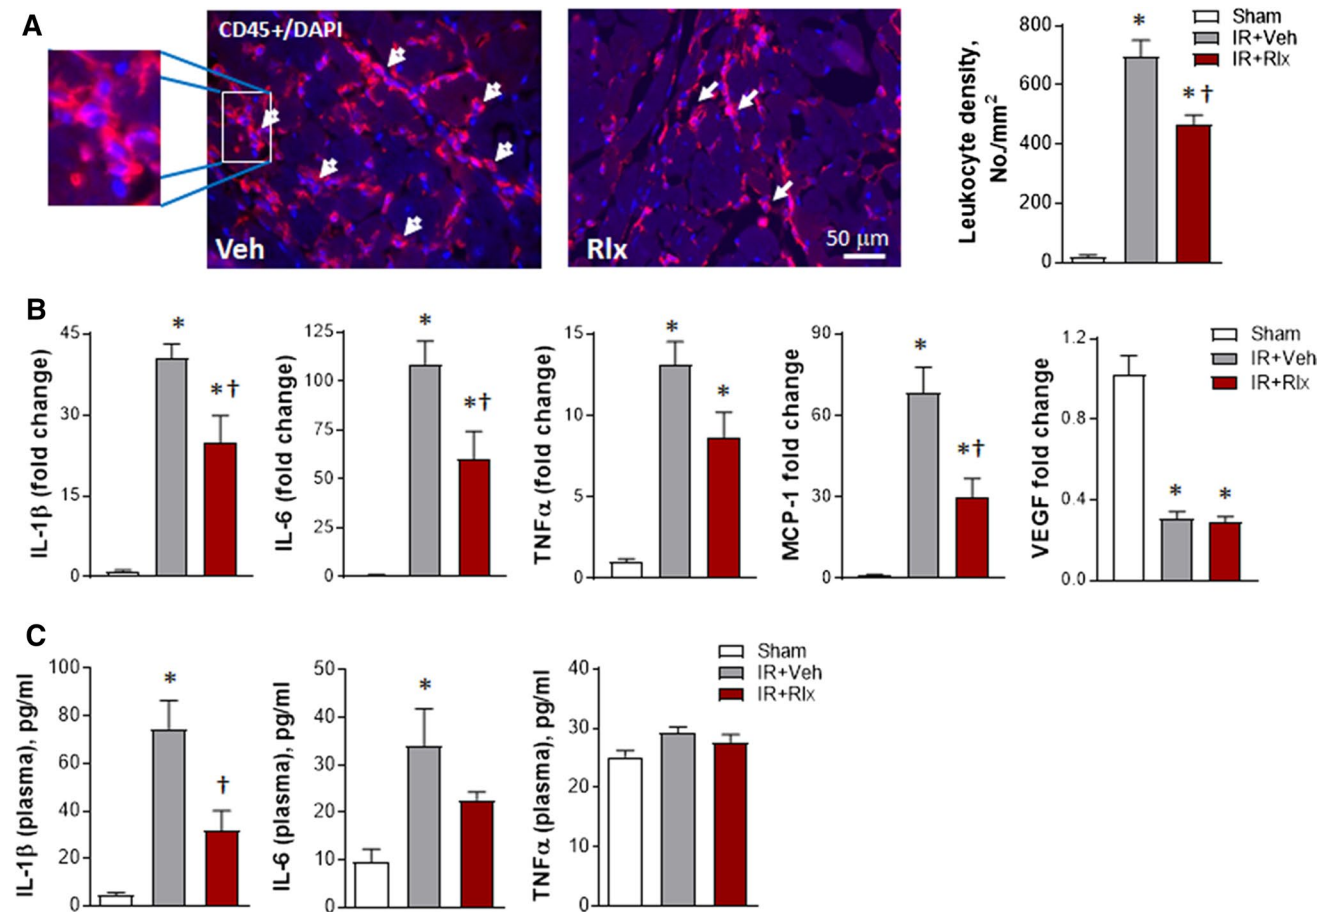 A
CD45+/DAPI
Veh
Rlx
50 μm
Leukocyte density,
No./mm2
800
600
400
200
0
*
*†
Sham
IR+Veh
IR+Rlx
B
IL-1β (fold change)
45
30
15
0
*
*†
IL-6 (fold change)
125
100
75
50
25
0
*
*†
TNFα (fold change)
15
10
5
0
*
*
MCP-1 fold change
90
60
30
0
*
*†
VEGF fold change
1.2
0.8
0.4
0.0
*
*
Sham
IR+Veh
IR+Rlx
C
IL-1β (plasma), pg/ml
100
80
60
40
20
0
*
†
IL-6 (plasma), pg/ml
50
40
30
20
10
0
*
TNFα (plasma), pg/ml
40
30
20
10
0
Sham
IR+Veh
IR+Rlx